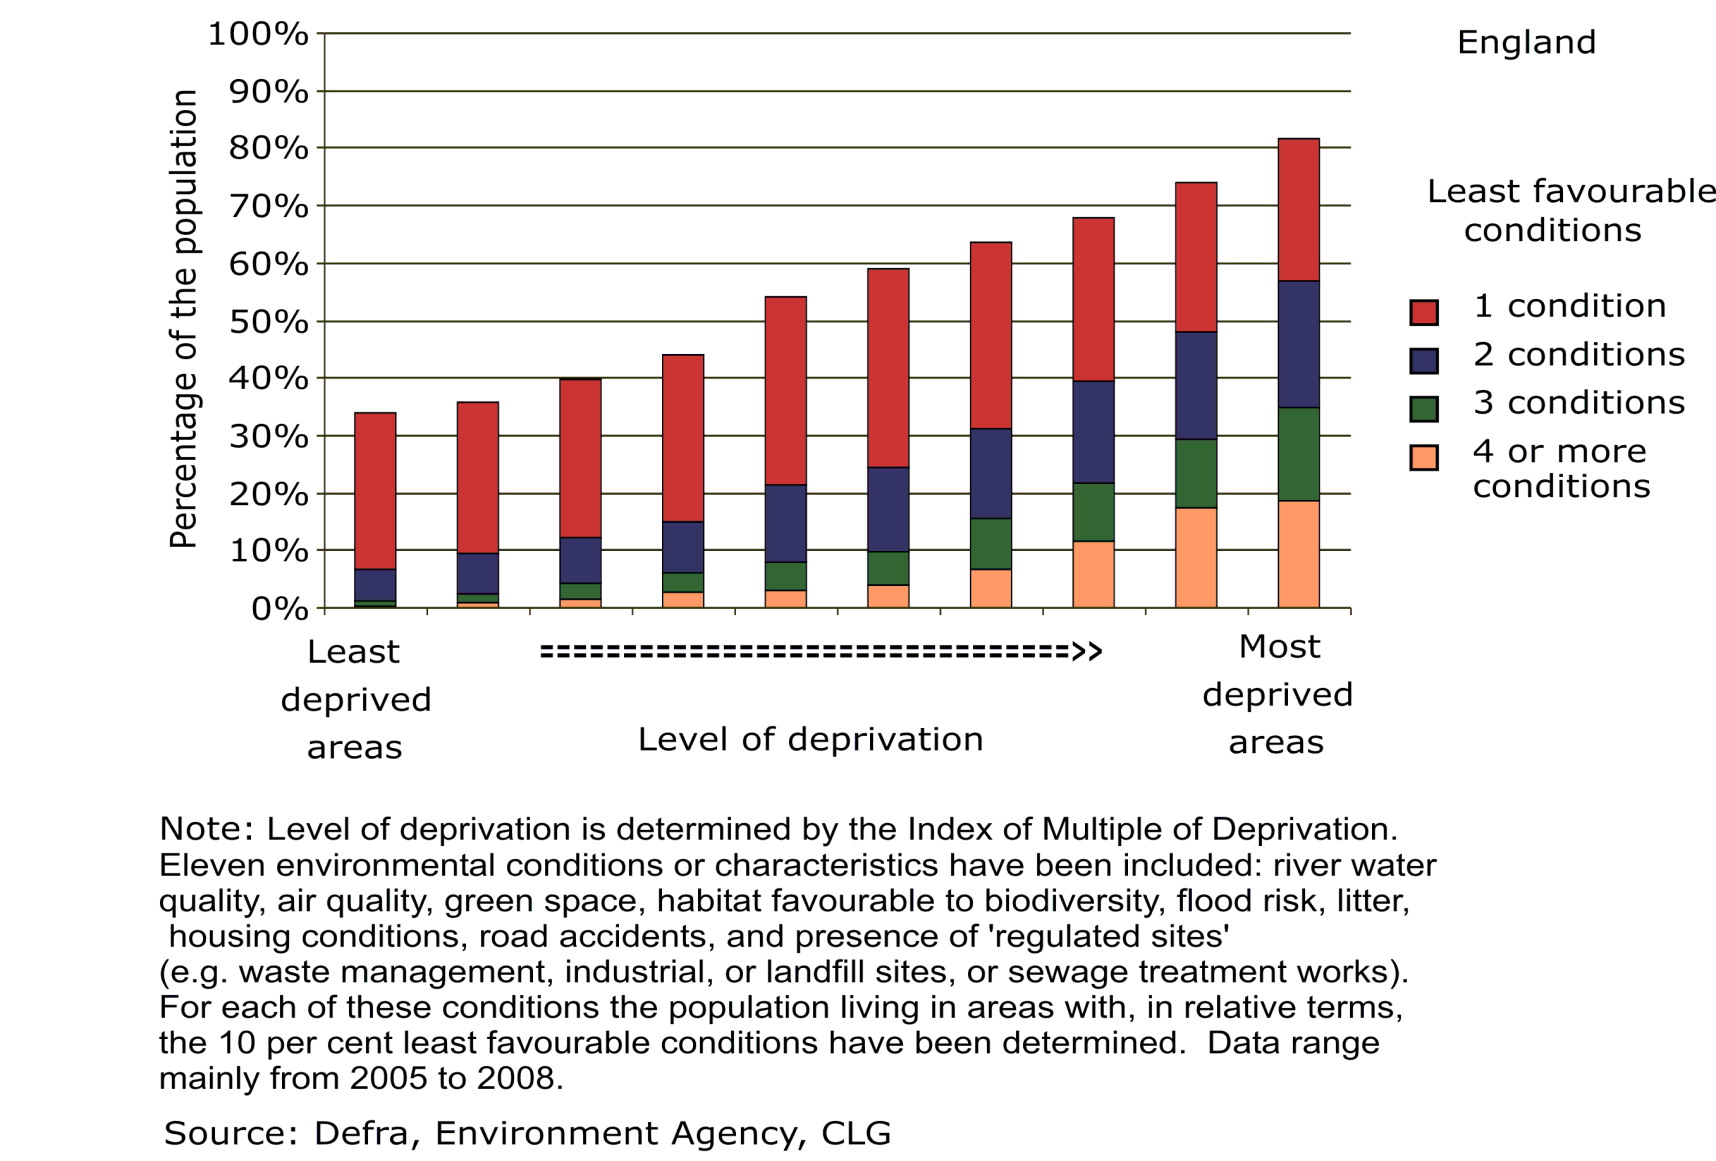 100%
90%
80%
70%
60%
50%
40%
30%
20%
10%
0%
Percentage of the population
England
Least favourable
conditions
1 condition
2 conditions
3 conditions
4 or more
conditions
Least
deprived
areas
==================================>>
Level of deprivation
Most
deprived
areas
Note: Level of deprivation is determined by the Index of Multiple of Deprivation.
Eleven environmental conditions or characteristics have been included: river water
quality, air quality, green space, habitat favourable to biodiversity, flood risk, litter,
housing conditions, road accidents, and presence of 'regulated sites'
(e.g. waste management, industrial, or landfill sites, or sewage treatment works).
For each of these conditions the population living in areas with, in relative terms,
the 10 per cent least favourable conditions have been determined.  Data range
mainly from 2005 to 2008.
Source: Defra, Environment Agency, CLG